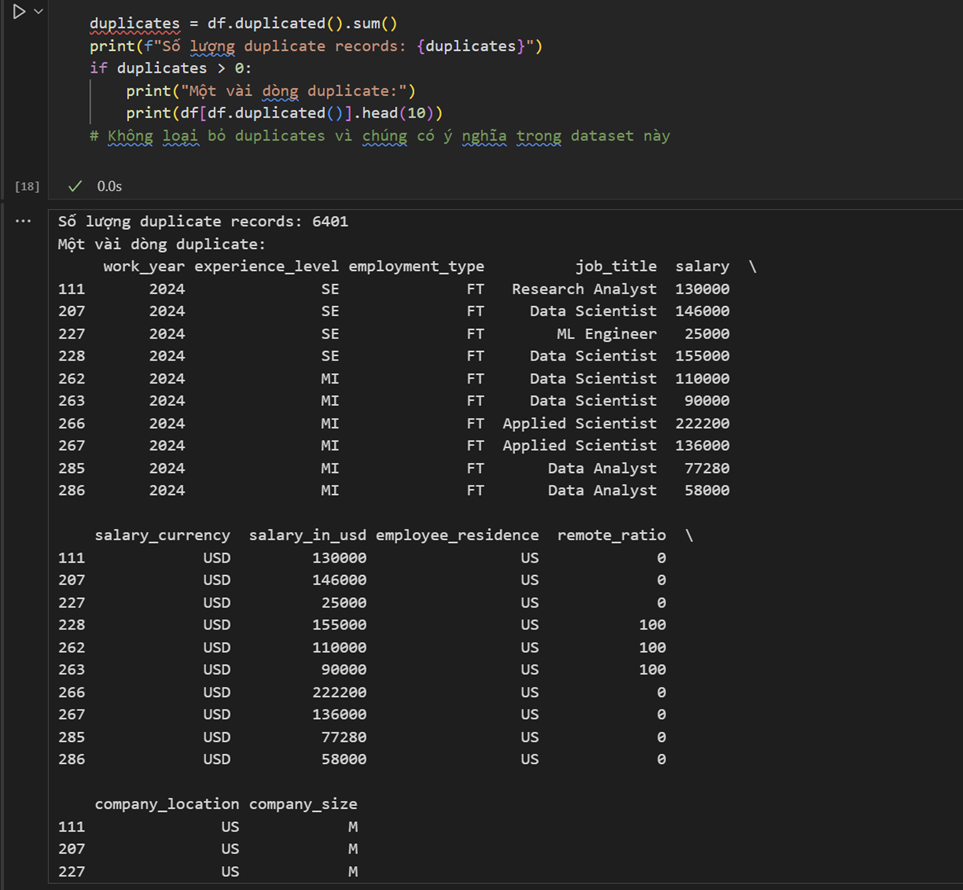 duplicates = df.duplicated().sum()
print(f"Số lượng duplicate records: {duplicates}")
if duplicates > 0:
    print("Một vài dòng duplicate:")
    print(df[df.duplicated()].head(10))
# Không loại bỏ duplicates vì chúng có ý nghĩa trong dataset này
[18] 0.0s
Số lượng duplicate records: 6401
Một vài dòng duplicate:
     work_year experience_level employment_type          job_title  salary  \
111       2024               SE              FT   Research Analyst  130000
207       2024               SE              FT     Data Scientist  146000
227       2024               SE              FT        ML Engineer   25000
228       2024               SE              FT     Data Scientist  155000
262       2024               MI              FT     Data Scientist  110000
263       2024               MI              FT     Data Scientist   90000
266       2024               MI              FT  Applied Scientist  222200
267       2024               MI              FT  Applied Scientist  136000
285       2024               MI              FT       Data Analyst   77280
286       2024               MI              FT       Data Analyst   58000
    salary_currency  salary_in_usd employee_residence  remote_ratio  \
111             USD         130000                 US             0
207             USD         146000                 US             0
227             USD          25000                 US             0
228             USD         155000                 US           100
262             USD         110000                 US           100
263             USD          90000                 US           100
266             USD         222200                 US             0
267             USD         136000                 US             0
285             USD          77280                 US             0
286             USD          58000                 US             0
    company_location company_size
111               US            M
207               US            M
227               US            M